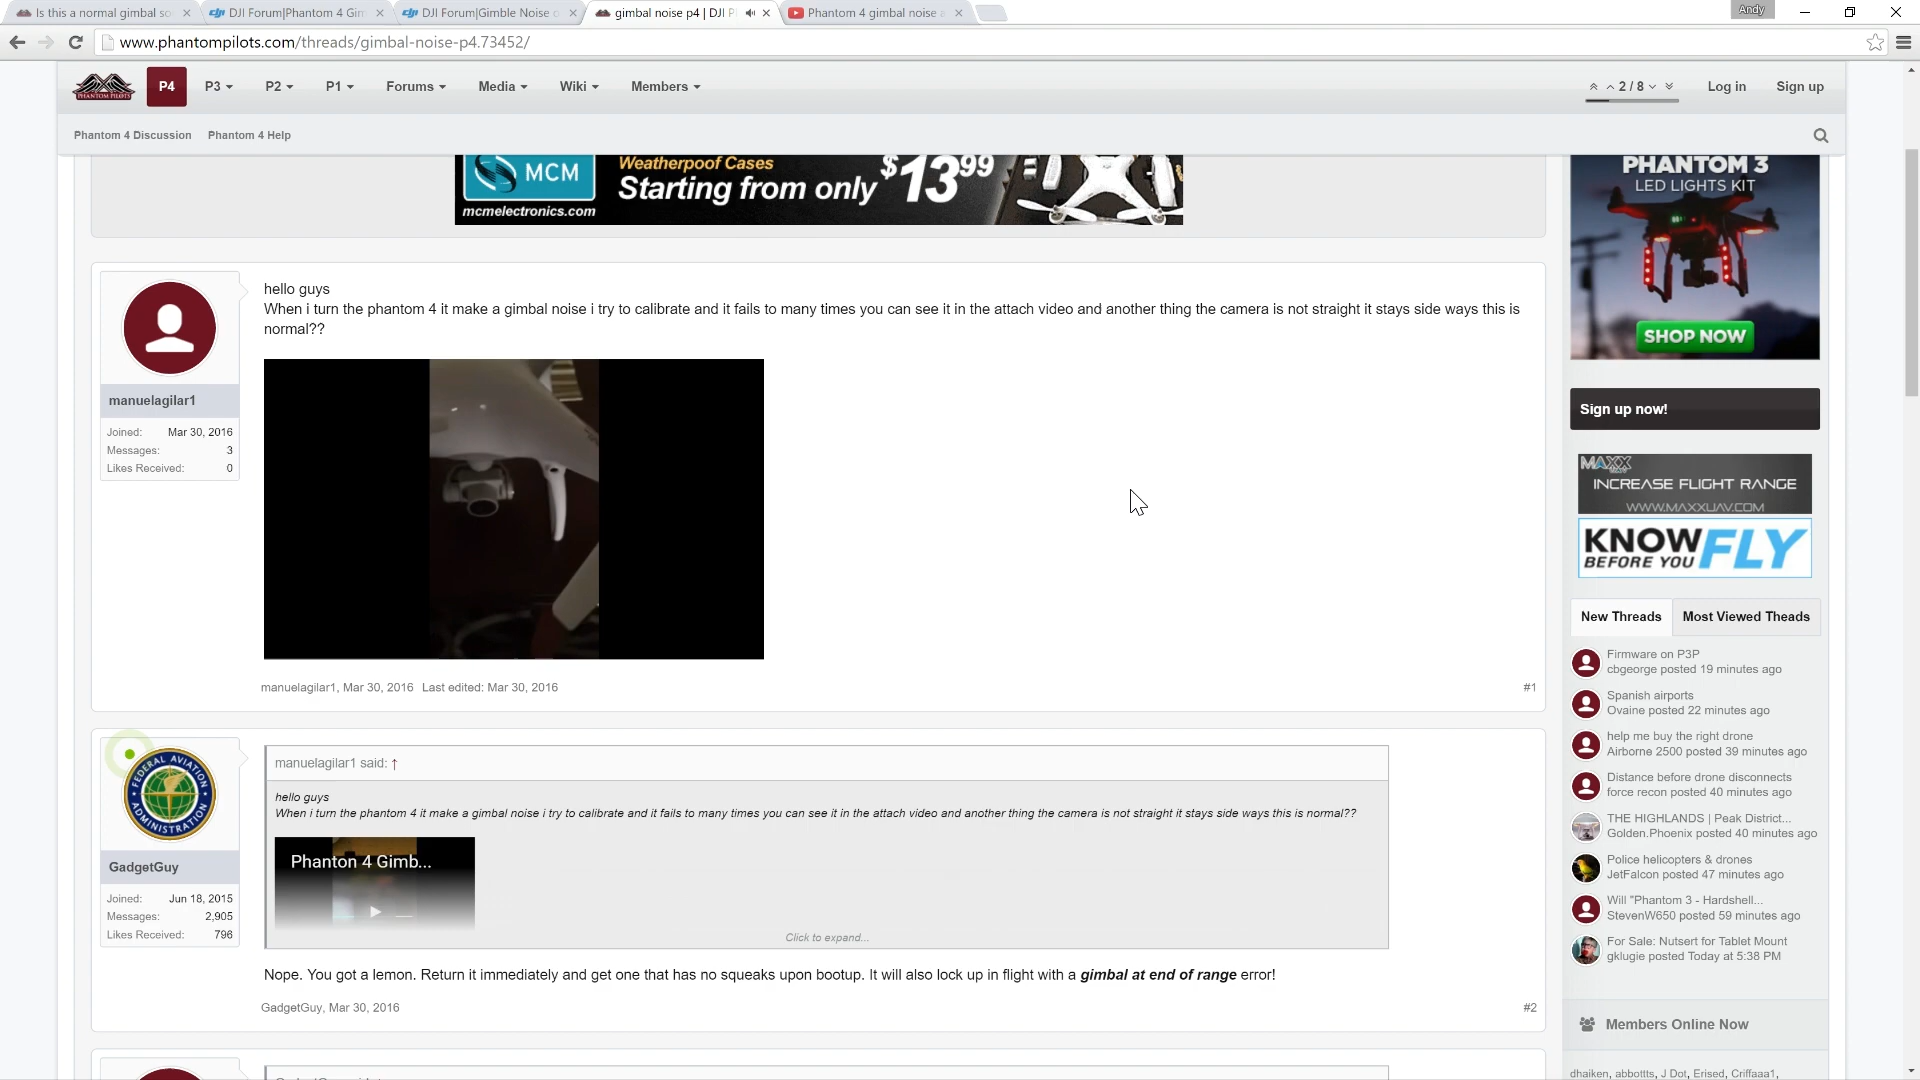 Is this a normal gimbal so
DJI Forum|Phantom 4 Gim
DJI Forum|Gimble Noise o
gimbal noise p4 | DJI P
Phantom 4 gimbal noise a
Andy
www.phantompilots.com/threads/gimbal-noise-p4.73452/
PHANTOM PILOTS
P4
P3
P2
P1
Forums
Media
Wiki
Members
2 / 8
Log in
Sign up
Phantom 4 Discussion
Phantom 4 Help
MCM
mcmelectronics.com
Weatherpoof Cases
Starting from only $13.99
PHANTOM 3
LED LIGHTS KIT
SHOP NOW
manuelagilar1
Joined: Mar 30, 2016
Messages: 3
Likes Received: 0
hello guys
When i turn the phantom 4 it make a gimbal noise i try to calibrate and it fails to many times you can see it in the attach video and another thing the camera is not straight it stays side ways this is
normal??
manuelagilar1, Mar 30, 2016 Last edited: Mar 30, 2016
#1
Sign up now!
MAXX UAV
INCREASE FLIGHT RANGE
WWW.MAXXUAV.COM
KNOW
BEFORE YOU
FLY
New Threads
Most Viewed Theads
Firmware on P3P
cbgeorge posted 19 minutes ago
Spanish airports
Ovaine posted 22 minutes ago
help me buy the right drone
Airborne 2500 posted 39 minutes ago
Distance before drone disconnects
force recon posted 40 minutes ago
THE HIGHLANDS | Peak District...
Golden.Phoenix posted 40 minutes ago
Police helicopters & drones
JetFalcon posted 47 minutes ago
Will "Phantom 3 - Hardshell...
StevenW650 posted 59 minutes ago
For Sale: Nutsert for Tablet Mount
gklugie posted Today at 5:38 PM
Members Online Now
dhaiken, abbottts, J Dot, Erised, Criffaaa1,
FEDERAL AVIATION
ADMINISTRATION
GadgetGuy
Joined: Jun 18, 2015
Messages: 2,905
Likes Received: 796
manuelagilar1 said: ↑
hello guys
When i turn the phantom 4 it make a gimbal noise i try to calibrate and it fails to many times you can see it in the attach video and another thing the camera is not straight it stays side ways this is normal??
Phanton 4 Gimb...
Click to expand...
Nope. You got a lemon. Return it immediately and get one that has no squeaks upon bootup. It will also lock up in flight with a gimbal at end of range error!
GadgetGuy, Mar 30, 2016
#2